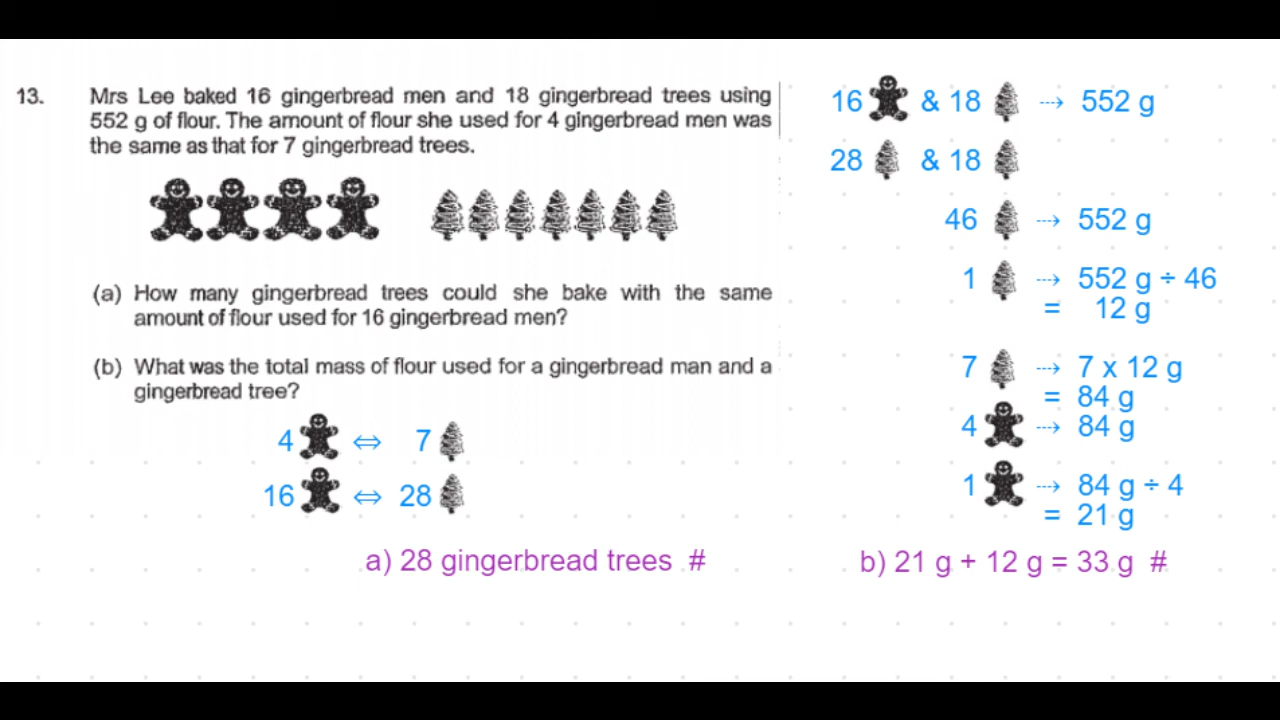 13. Mrs Lee baked 16 gingerbread men and 18 gingerbread trees using
552 g of flour. The amount of flour she used for 4 gingerbread men was
the same as that for 7 gingerbread trees.
(a) How many gingerbread trees could she bake with the same
amount of flour used for 16 gingerbread men?
(b) What was the total mass of flour used for a gingerbread man and a
gingerbread tree?
4 ⇔ 7
16 ⇔ 28
a) 28 gingerbread trees #
16 & 18 ⇢ 552 g
28 & 18
46 ⇢ 552 g
1 ⇢ 552 g ÷ 46
= 12 g
7 ⇢ 7 x 12 g
= 84 g
4 ⇢ 84 g
1 ⇢ 84 g ÷ 4
= 21 g
b) 21 g + 12 g = 33 g #